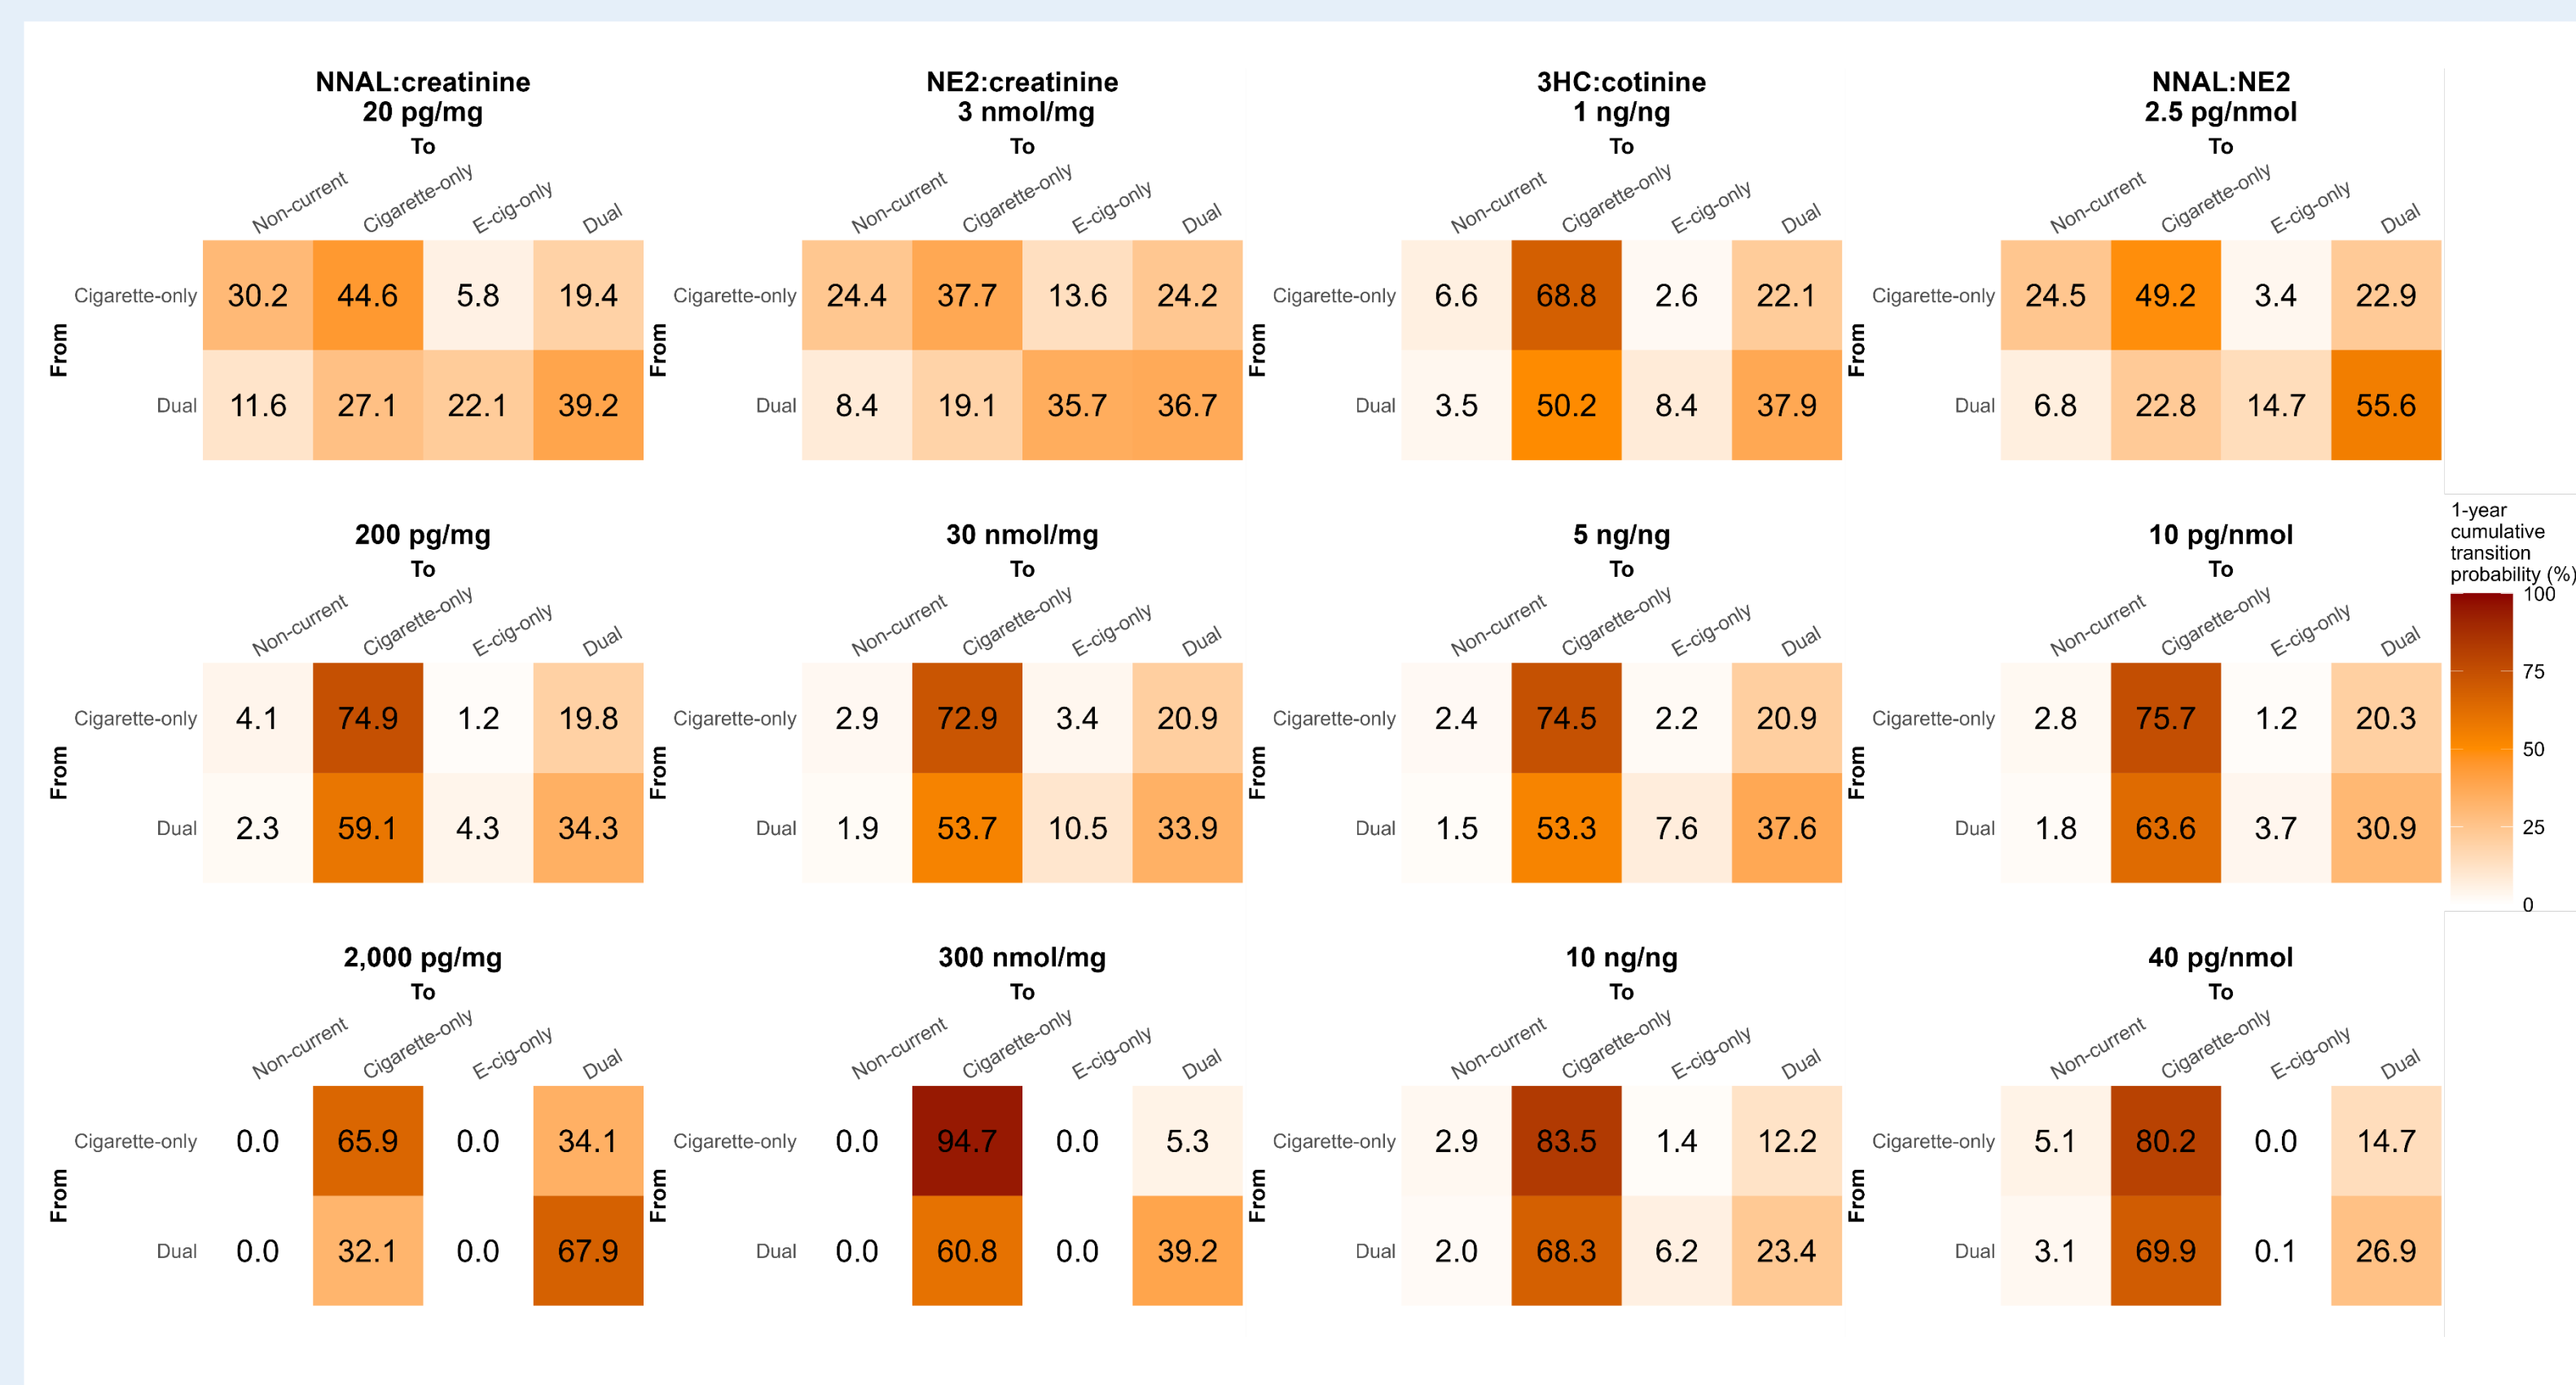 NNAL:creatinine
20 pg/mg
To
Non-current Cigarette-only E-cig-only Dual
From
Cigarette-only 30.2 44.6 5.8 19.4
Dual 11.6 27.1 22.1 39.2
NE2:creatinine
3 nmol/mg
To
Non-current Cigarette-only E-cig-only Dual
From
Cigarette-only 24.4 37.7 13.6 24.2
Dual 8.4 19.1 35.7 36.7
3HC:cotinine
1 ng/ng
To
Non-current Cigarette-only E-cig-only Dual
From
Cigarette-only 6.6 68.8 2.6 22.1
Dual 3.5 50.2 8.4 37.9
NNAL:NE2
2.5 pg/nmol
To
Non-current Cigarette-only E-cig-only Dual
From
Cigarette-only 24.5 49.2 3.4 22.9
Dual 6.8 22.8 14.7 55.6
200 pg/mg
To
Non-current Cigarette-only E-cig-only Dual
From
Cigarette-only 4.1 74.9 1.2 19.8
Dual 2.3 59.1 4.3 34.3
30 nmol/mg
To
Non-current Cigarette-only E-cig-only Dual
From
Cigarette-only 2.9 72.9 3.4 20.9
Dual 1.9 53.7 10.5 33.9
5 ng/ng
To
Non-current Cigarette-only E-cig-only Dual
From
Cigarette-only 2.4 74.5 2.2 20.9
Dual 1.5 53.3 7.6 37.6
10 pg/nmol
To
Non-current Cigarette-only E-cig-only Dual
From
Cigarette-only 2.8 75.7 1.2 20.3
Dual 1.8 63.6 3.7 30.9
1-year
cumulative
transition
probability (%)
100
75
50
25
0
2,000 pg/mg
To
Non-current Cigarette-only E-cig-only Dual
From
Cigarette-only 0.0 65.9 0.0 34.1
Dual 0.0 32.1 0.0 67.9
300 nmol/mg
To
Non-current Cigarette-only E-cig-only Dual
From
Cigarette-only 0.0 94.7 0.0 5.3
Dual 0.0 60.8 0.0 39.2
10 ng/ng
To
Non-current Cigarette-only E-cig-only Dual
From
Cigarette-only 2.9 83.5 1.4 12.2
Dual 2.0 68.3 6.2 23.4
40 pg/nmol
To
Non-current Cigarette-only E-cig-only Dual
From
Cigarette-only 5.1 80.2 0.0 14.7
Dual 3.1 69.9 0.1 26.9